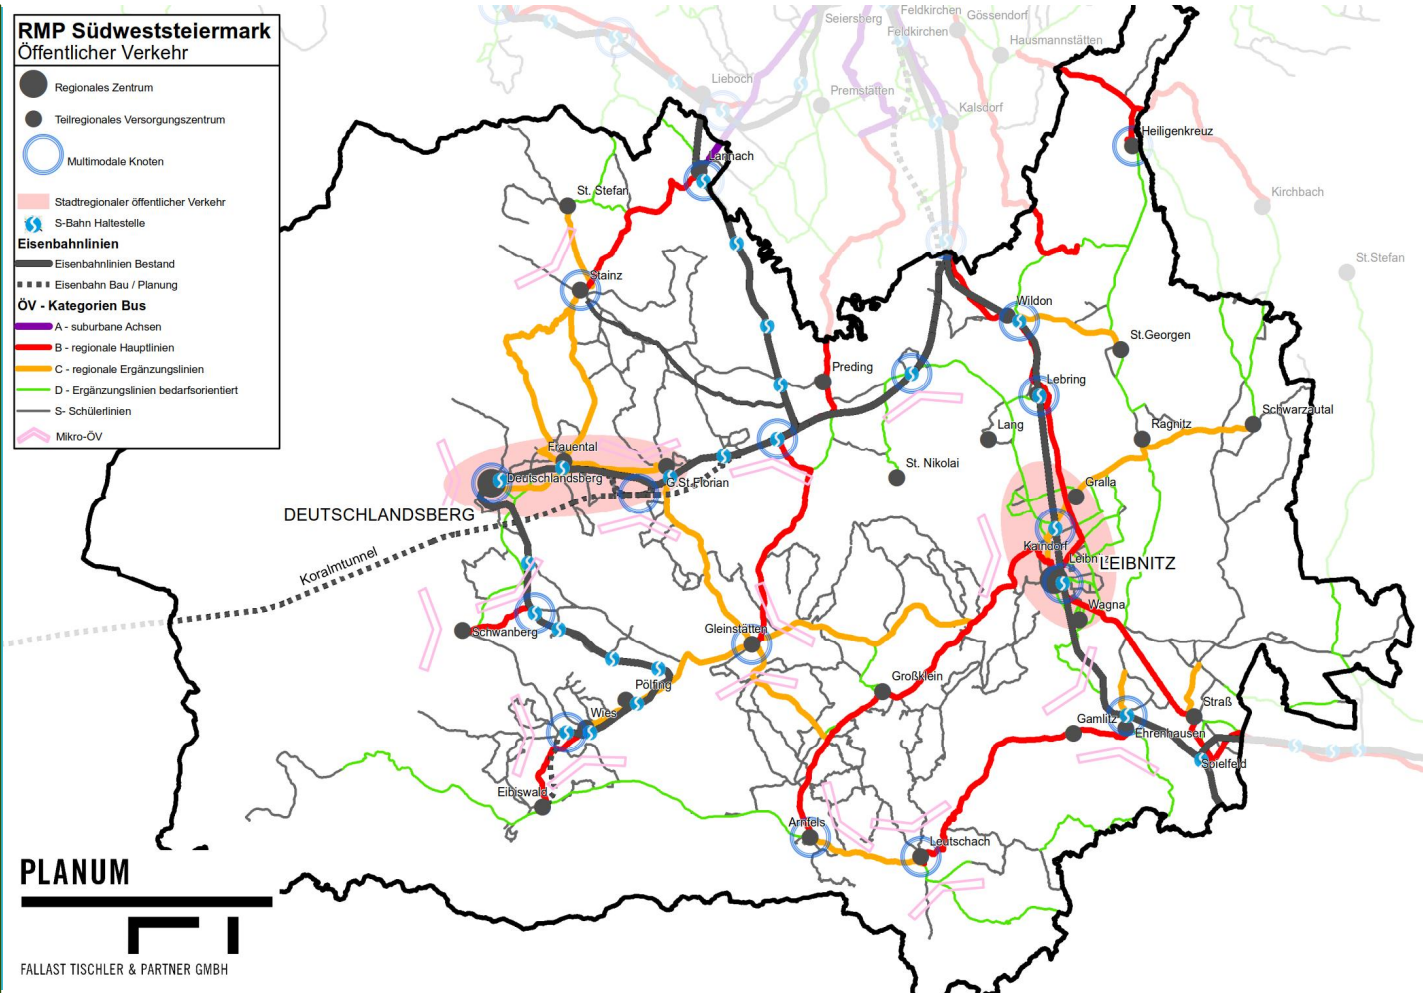 RMP Südweststeiermark
Öffentlicher Verkehr
Regionales Zentrum
Teilregionales Versorgungszentrum
Multimodale Knoten
Stadtregionaler öffentlicher Verkehr
S-Bahn Haltestelle
Eisenbahnlinien
Eisenbahnlinien Bestand
Eisenbahn Bau / Planung
ÖV - Kategorien Bus
A - suburbane Achsen
B - regionale Hauptlinien
C - regionale Ergänzungslinien
D - Ergänzungslinien bedarfsorientiert
S- Schülerlinien
Mikro-ÖV
Seiersberg
Feldkirchen
Feldkirchen
Gössendorf
Hausmannstätten
Lieboch
Premstätten
Kalsdorf
Heiligenkreuz
Lannach
Kirchbach
St. Stefan
St.Stefan
Stainz
Wildon
St.Georgen
Preding
Lebring
Schwarzautal
Lang
Ragnitz
Frauental
St. Nikolai
Deutschlandsberg
G.St.Florian
Gralla
DEUTSCHLANDSBERG
Kaindorf
Koralmtunnel
LEIBNITZ
Wagna
Schwanberg
Gleinstätten
Großklein
Pölfing
Wies
Straß
Gamlitz
Ehrenhausen
Spielfeld
Eibiswald
Arnfels
Leutschach
PLANUM
FALLAST TISCHLER & PARTNER GMBH